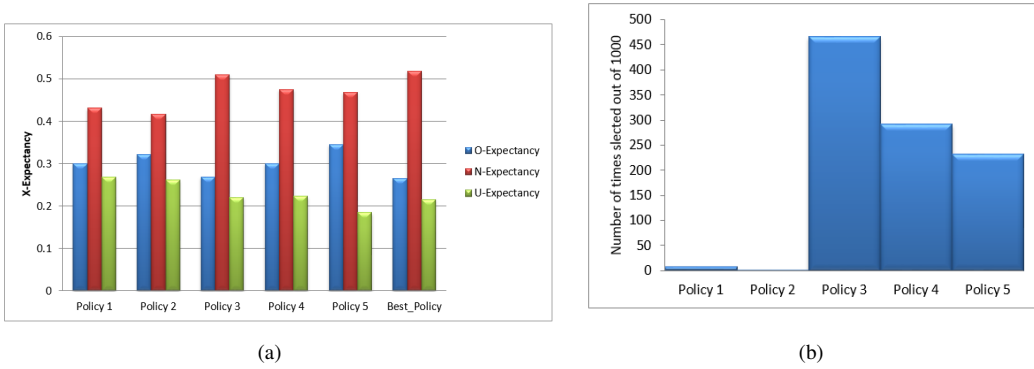 0.6
0.5
0.4
0.3
0.2
0.1
0
X-Expectancy
Policy 1 Policy 2 Policy 3 Policy 4 Policy 5 Best_Policy
O-Expectancy
N-Expectancy
U-Expectancy
(a)
500
450
400
350
300
250
200
150
100
50
0
Number of times slected out of 1000
Policy 1 Policy 2 Policy 3 Policy 4 Policy 5
(b)